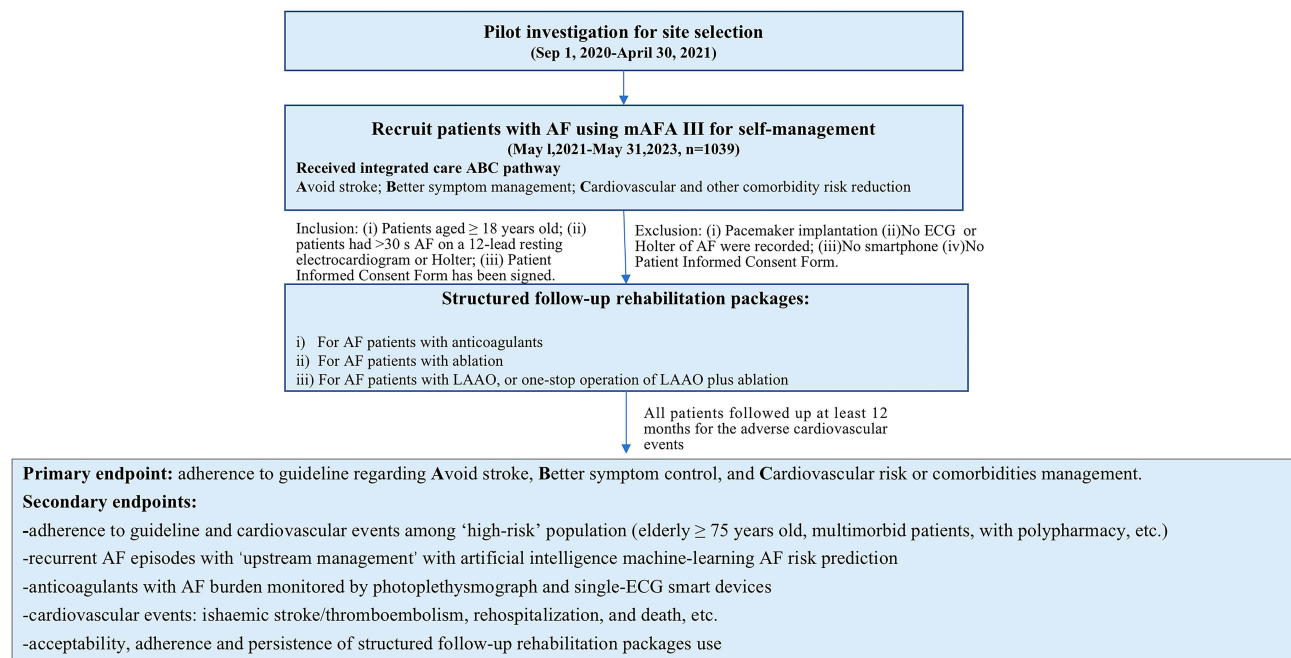 Pilot investigation for site selection
(Sep 1, 2020-April 30, 2021)
Recruit patients with AF using mAFA III for self-management
(May l,2021-May 31,2023, n=1039)
Received integrated care ABC pathway
Avoid stroke; Better symptom management; Cardiovascular and other comorbidity risk reduction
Inclusion: (i) Patients aged ≥ 18 years old; (ii)
patients had >30 s AF on a 12-lead resting
electrocardiogram or Holter; (iii) Patient
Informed Consent Form has been signed.
Exclusion: (i) Pacemaker implantation (ii)No ECG or
Holter of AF were recorded; (iii)No smartphone (iv)No
Patient Informed Consent Form.
Structured follow-up rehabilitation packages:
i) For AF patients with anticoagulants
ii) For AF patients with ablation
iii) For AF patients with LAAO, or one-stop operation of LAAO plus ablation
All patients followed up at least 12
months for the adverse cardiovascular
events
Primary endpoint: adherence to guideline regarding Avoid stroke, Better symptom control, and Cardiovascular risk or comorbidities management.
Secondary endpoints:
-adherence to guideline and cardiovascular events among ‘high-risk’ population (elderly ≥ 75 years old, multimorbid patients, with polypharmacy, etc.)
-recurrent AF episodes with ‘upstream management’ with artificial intelligence machine-learning AF risk prediction
-anticoagulants with AF burden monitored by photoplethysmograph and single-ECG smart devices
-cardiovascular events: ishaemic stroke/thromboembolism, rehospitalization, and death, etc.
-acceptability, adherence and persistence of structured follow-up rehabilitation packages use